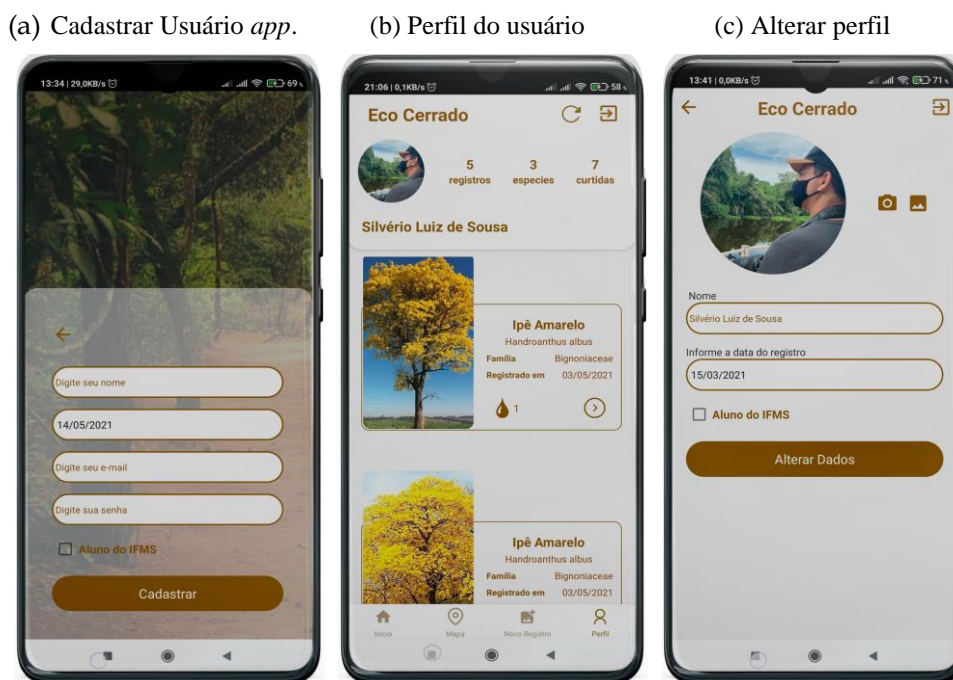 (a) Cadastrar Usuário app.
(b) Perfil do usuário
(c) Alterar perfil
13:34 | 29,0KB/s
69
Digite seu nome
14/05/2021
Digite seu e-mail
Digite sua senha
Aluno do IFMS
Cadastrar
21:06 | 0,1KB/s
58
Eco Cerrado
5 3 7
registros especies curtidas
Silvério Luiz de Sousa
Ipê Amarelo
Handroanthus albus
Família Bignoniaceae
Registrado em 03/05/2021
1
Ipê Amarelo
Handroanthus albus
Família Bignoniaceae
Registrado em 03/05/2021
Início Mapa Novo Registro Perfil
13:41 | 0,0KB/s
71
Eco Cerrado
Nome
Silvério Luiz de Sousa
Informe a data do registro
15/03/2021
Aluno do IFMS
Alterar Dados